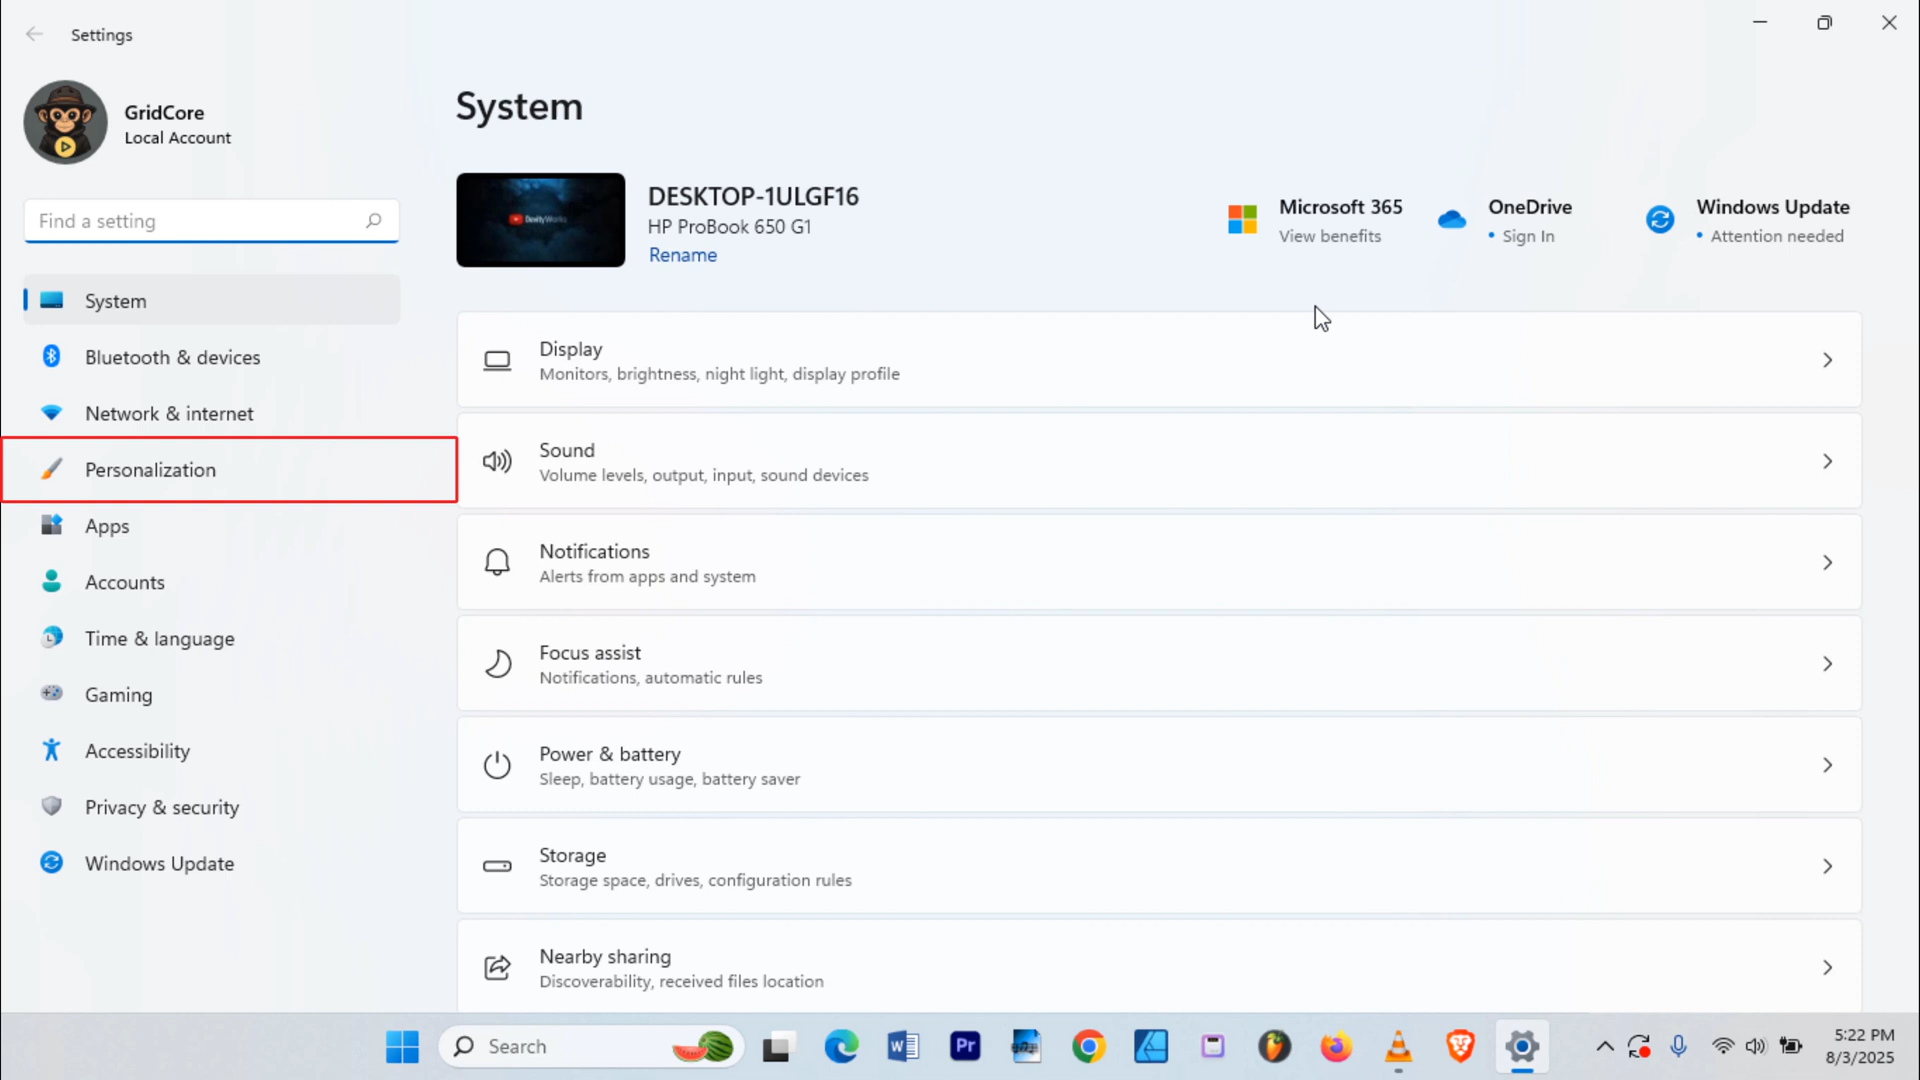 Settings
GridCore
Local Account
Find a setting
System
Bluetooth & devices
Network & internet
Personalization
Apps
Accounts
Time & language
Gaming
Accessibility
Privacy & security
Windows Update
System
DESKTOP-1ULGF16
HP ProBook 650 G1
Rename
Microsoft 365
View benefits
OneDrive
• Sign In
Windows Update
• Attention needed
Display
Monitors, brightness, night light, display profile
Sound
Volume levels, output, input, sound devices
Notifications
Alerts from apps and system
Focus assist
Notifications, automatic rules
Power & battery
Sleep, battery usage, battery saver
Storage
Storage space, drives, configuration rules
Nearby sharing
Discoverability, received files location
Search
W
Pr
5:22 PM
8/3/2025